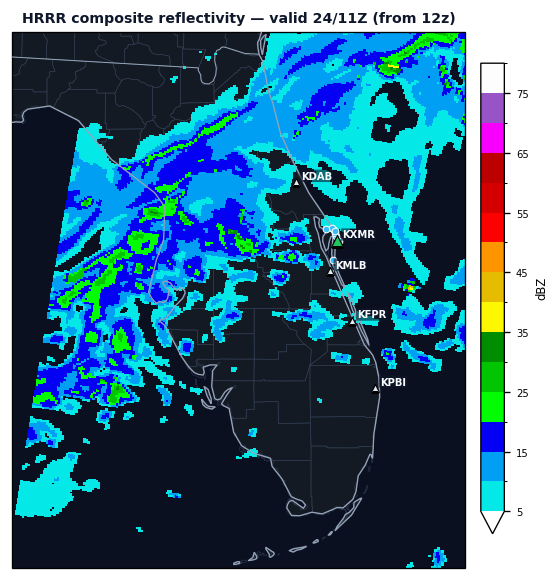 HRRR composite reflectivity — valid 24/11Z (from 12z)
KDAB
KXMR
KMLB
KFPR
KPBI
75
65
55
45
35
25
15
5
dBZ